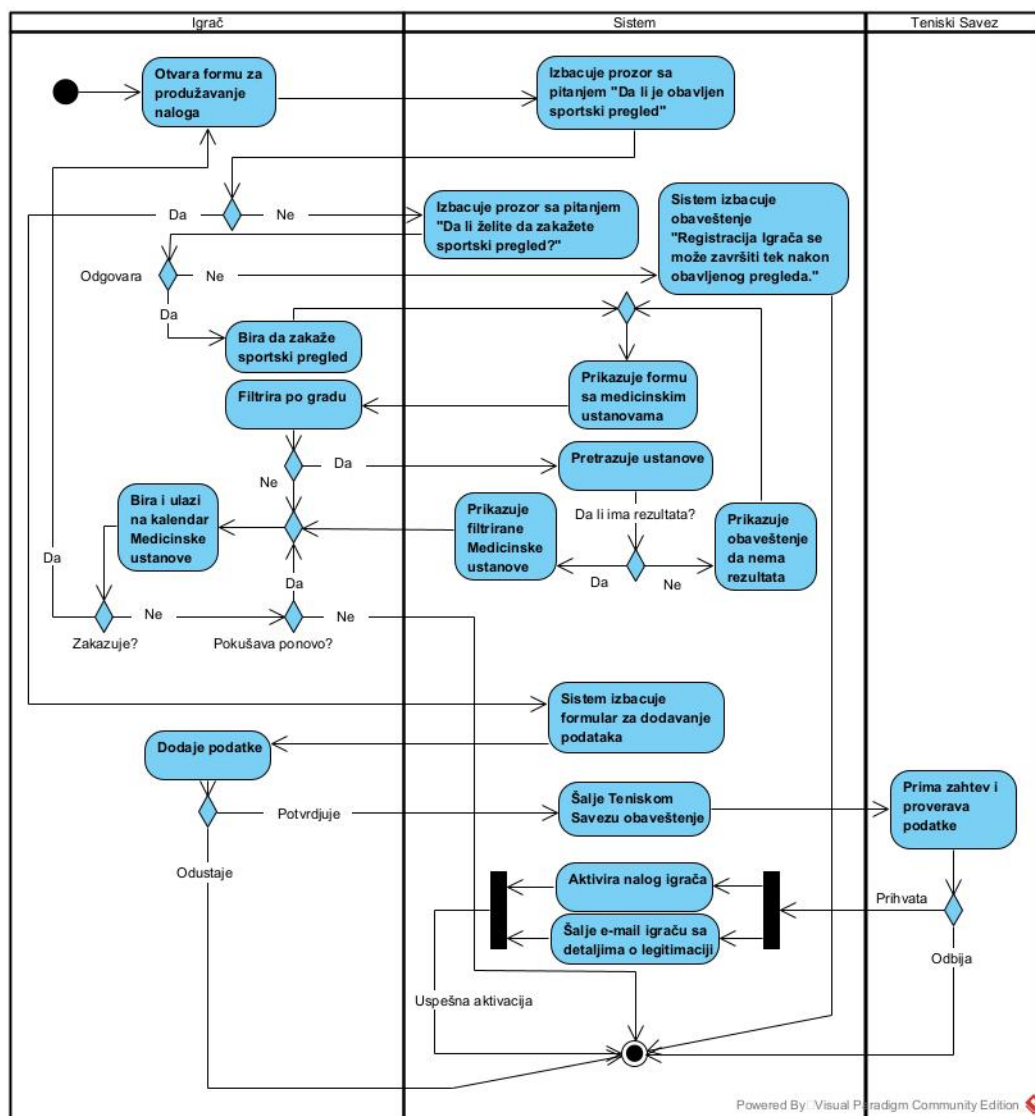 Igrač
Sistem
Teniski Savez
Otvara formu za
produžavanje
naloga
Izbacuje prozor sa
pitanjem "Da li je obavljen
sportski pregled"
Da
Ne
Izbacuje prozor sa pitanjem
"Da li želite da zakažete
sportski pregled?"
Sistem izbacuje
obaveštenje
"Registracija Igrača se
može završiti tek nakon
obavljenog pregleda."
Odgovara
Ne
Da
Bira da zakaže
sportski pregled
Prikazuje formu
sa medicinskim
ustanovama
Filtrira po gradu
Da
Ne
Pretrazuje ustanove
Da li ima rezultata?
Bira i ulazi
na kalendar
Medicinske
ustanove
Prikazuje
filtrirane
Medicinske
ustanove
Prikazuje
obaveštenje
da nema
rezultata
Da
Ne
Da
Da
Ne
Ne
Zakazuje?
Pokušava ponovo?
Sistem izbacuje
formular za dodavanje
podataka
Dodaje podatke
Potvrdjuje
Šalje Teniskom
Savezu obaveštenje
Prima zahtev i
proverava
podatke
Odustaje
Aktivira nalog igrača
Šalje e-mail igraču sa
detaljima o legitimaciji
Prihvata
Odbija
Uspešna aktivacija
Powered By Visual Paradigm Community Edition